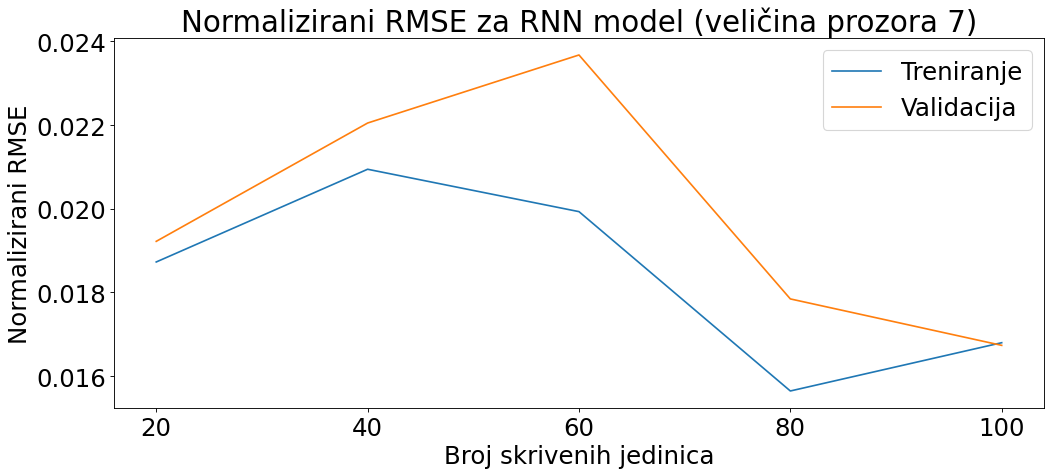 Normalizirani RMSE za RNN model (veličina prozora 7)
Normalizirani RMSE
0.024
0.022
0.020
0.018
0.016
Treniranje
Validacija
20 40 60 80 100
Broj skrivenih jedinica